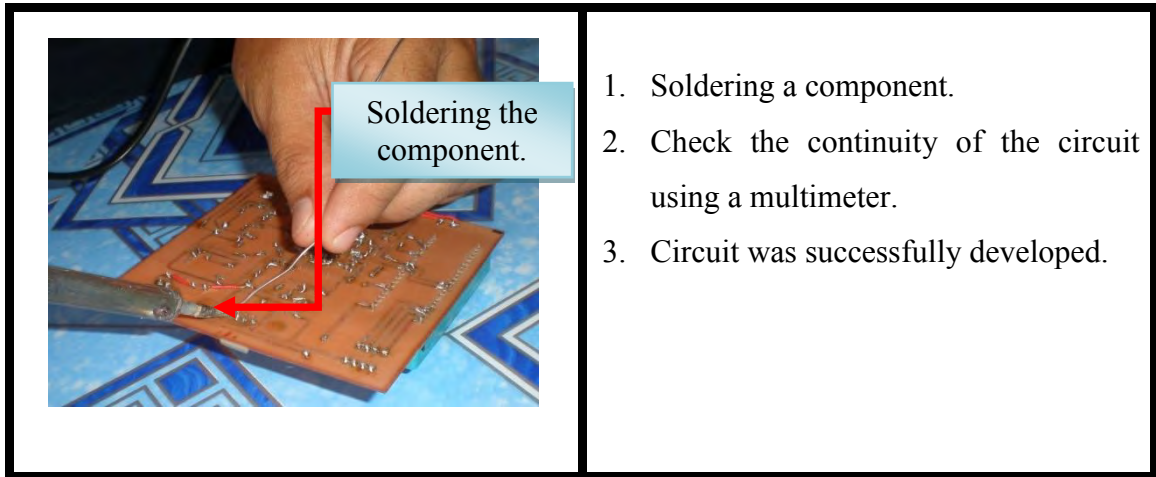 Soldering the
component.
1. Soldering a component.
2. Check the continuity of the circuit
using a multimeter.
3. Circuit was successfully developed.